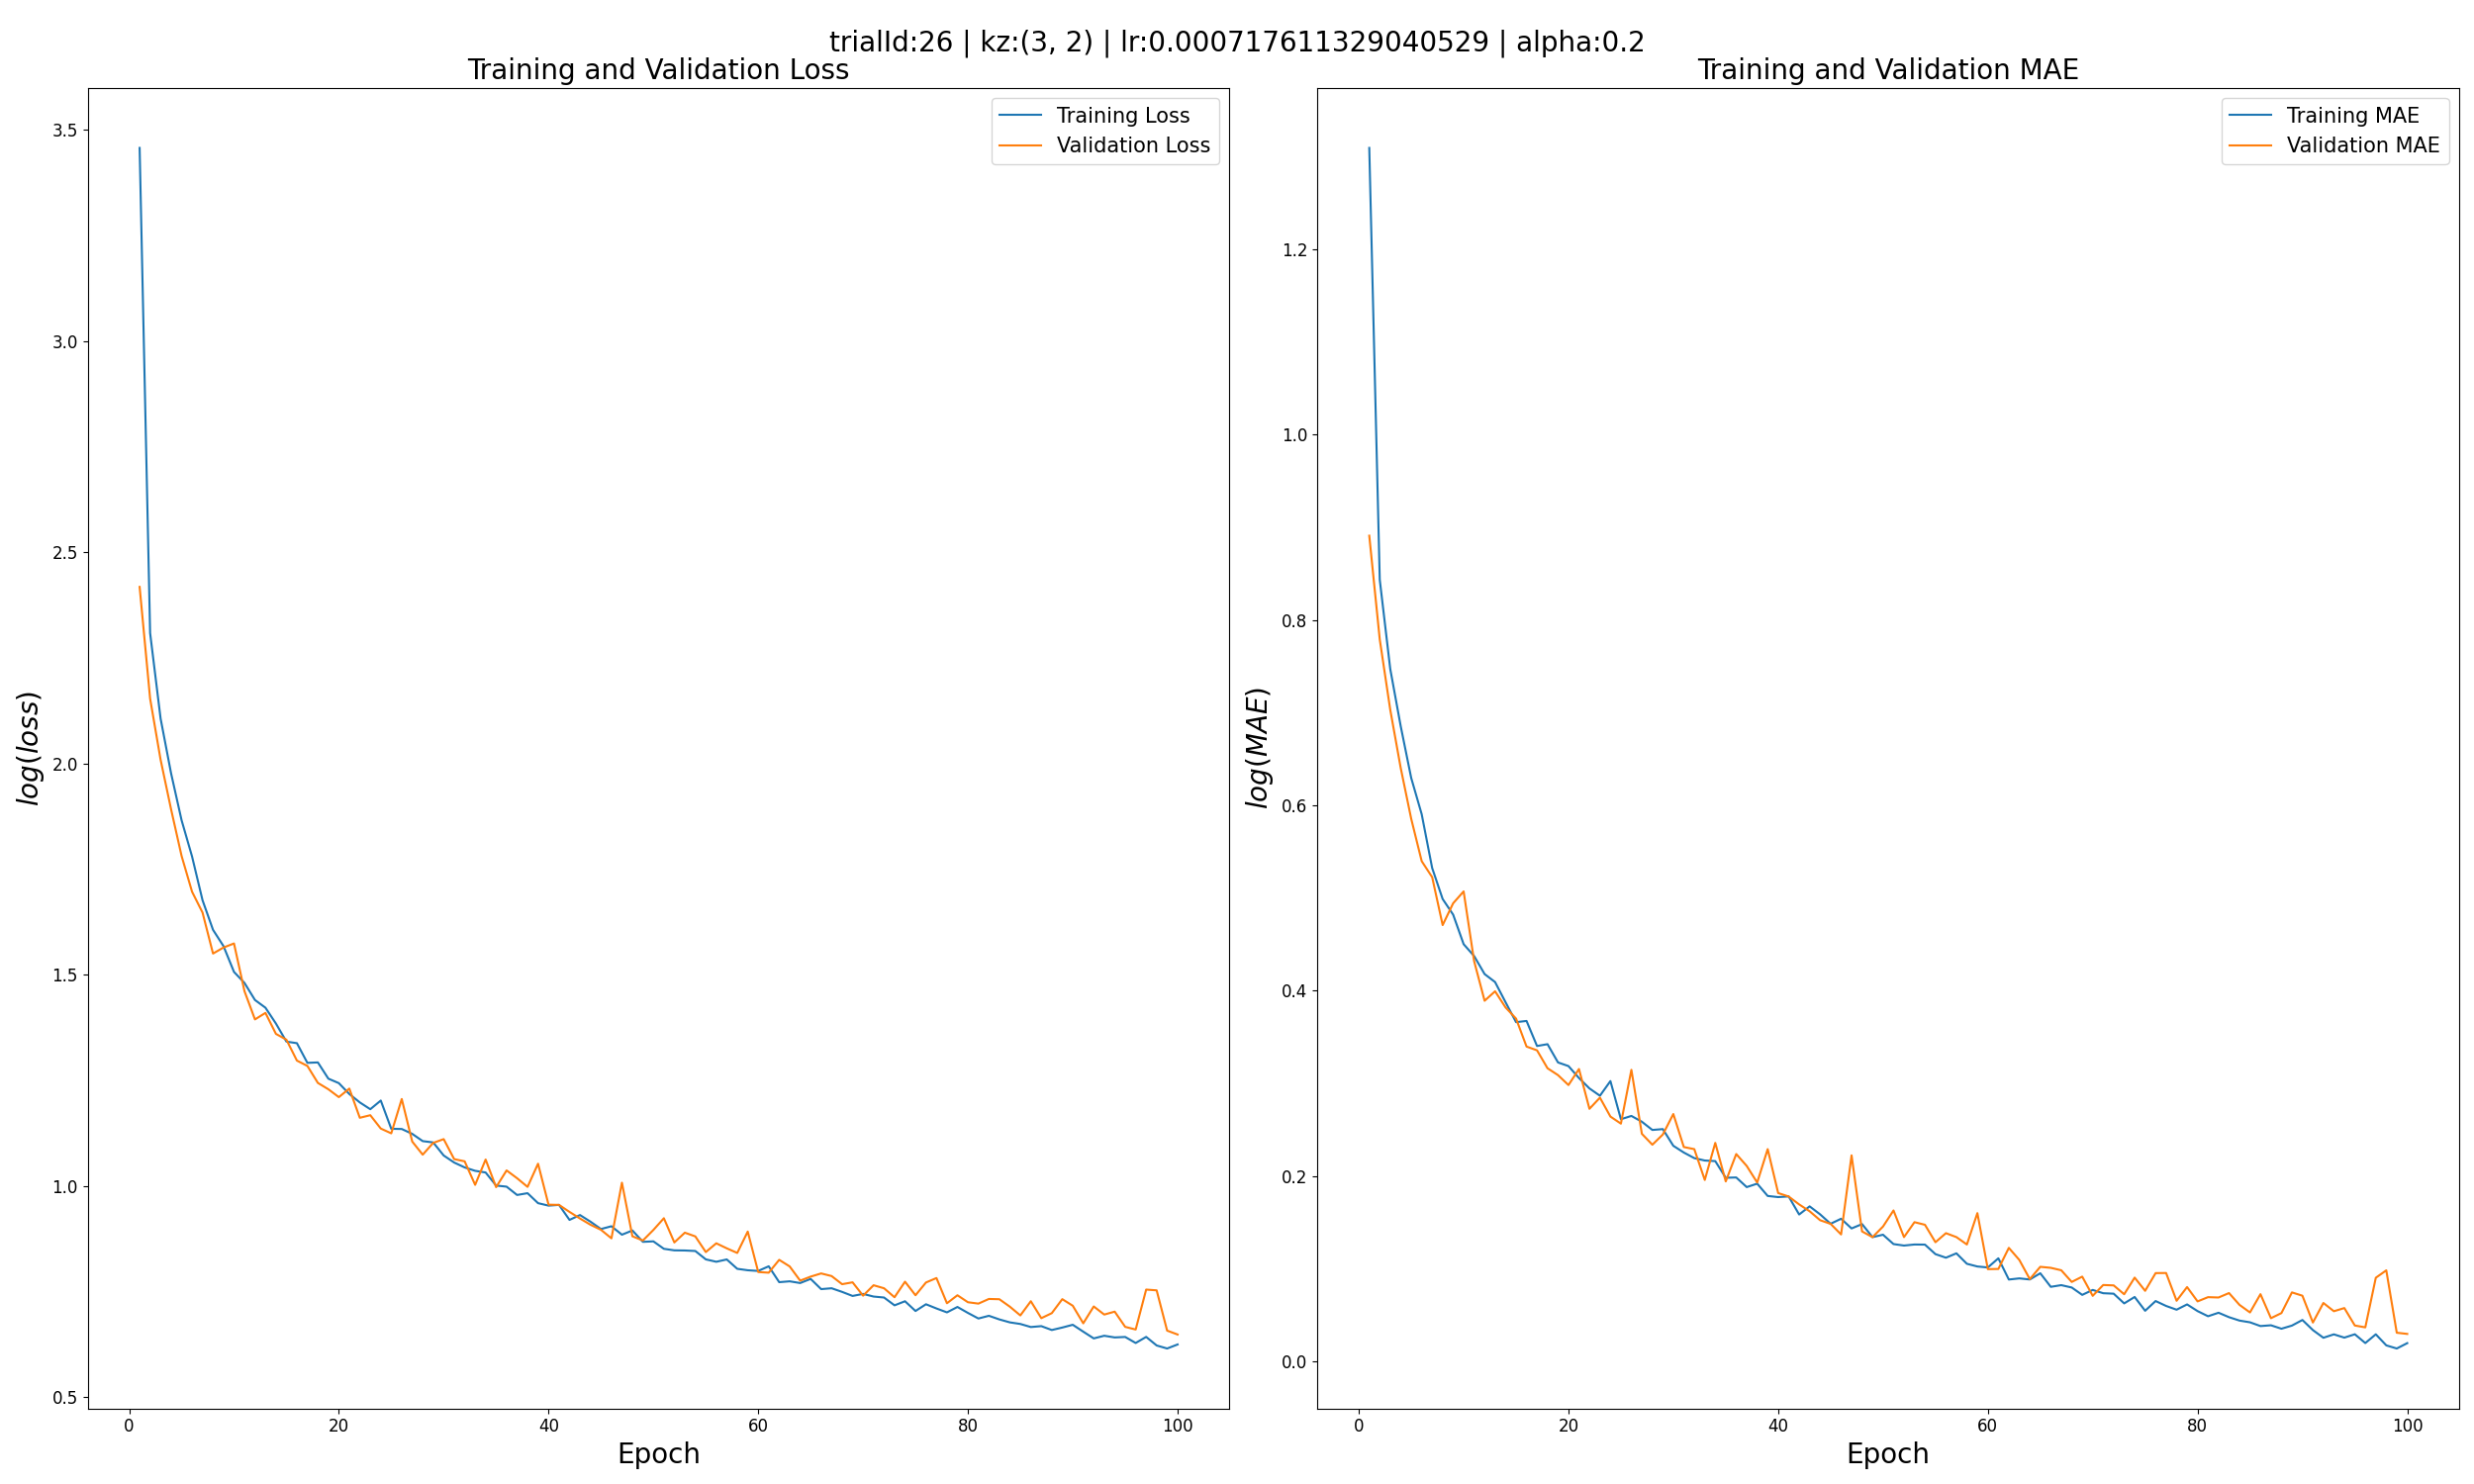 trialId:26 | kz:(3, 2) | lr:0.000717611329040529 | alpha:0.2
Training and Validation Loss
Training Loss
Validation Loss
3.5
3.0
2.5
2.0
1.5
1.0
0.5
log(loss)
0 20 40 60 80 100
Epoch
Training and Validation MAE
Training MAE
Validation MAE
1.2
1.0
0.8
0.6
0.4
0.2
0.0
log(MAE)
0 20 40 60 80 100
Epoch